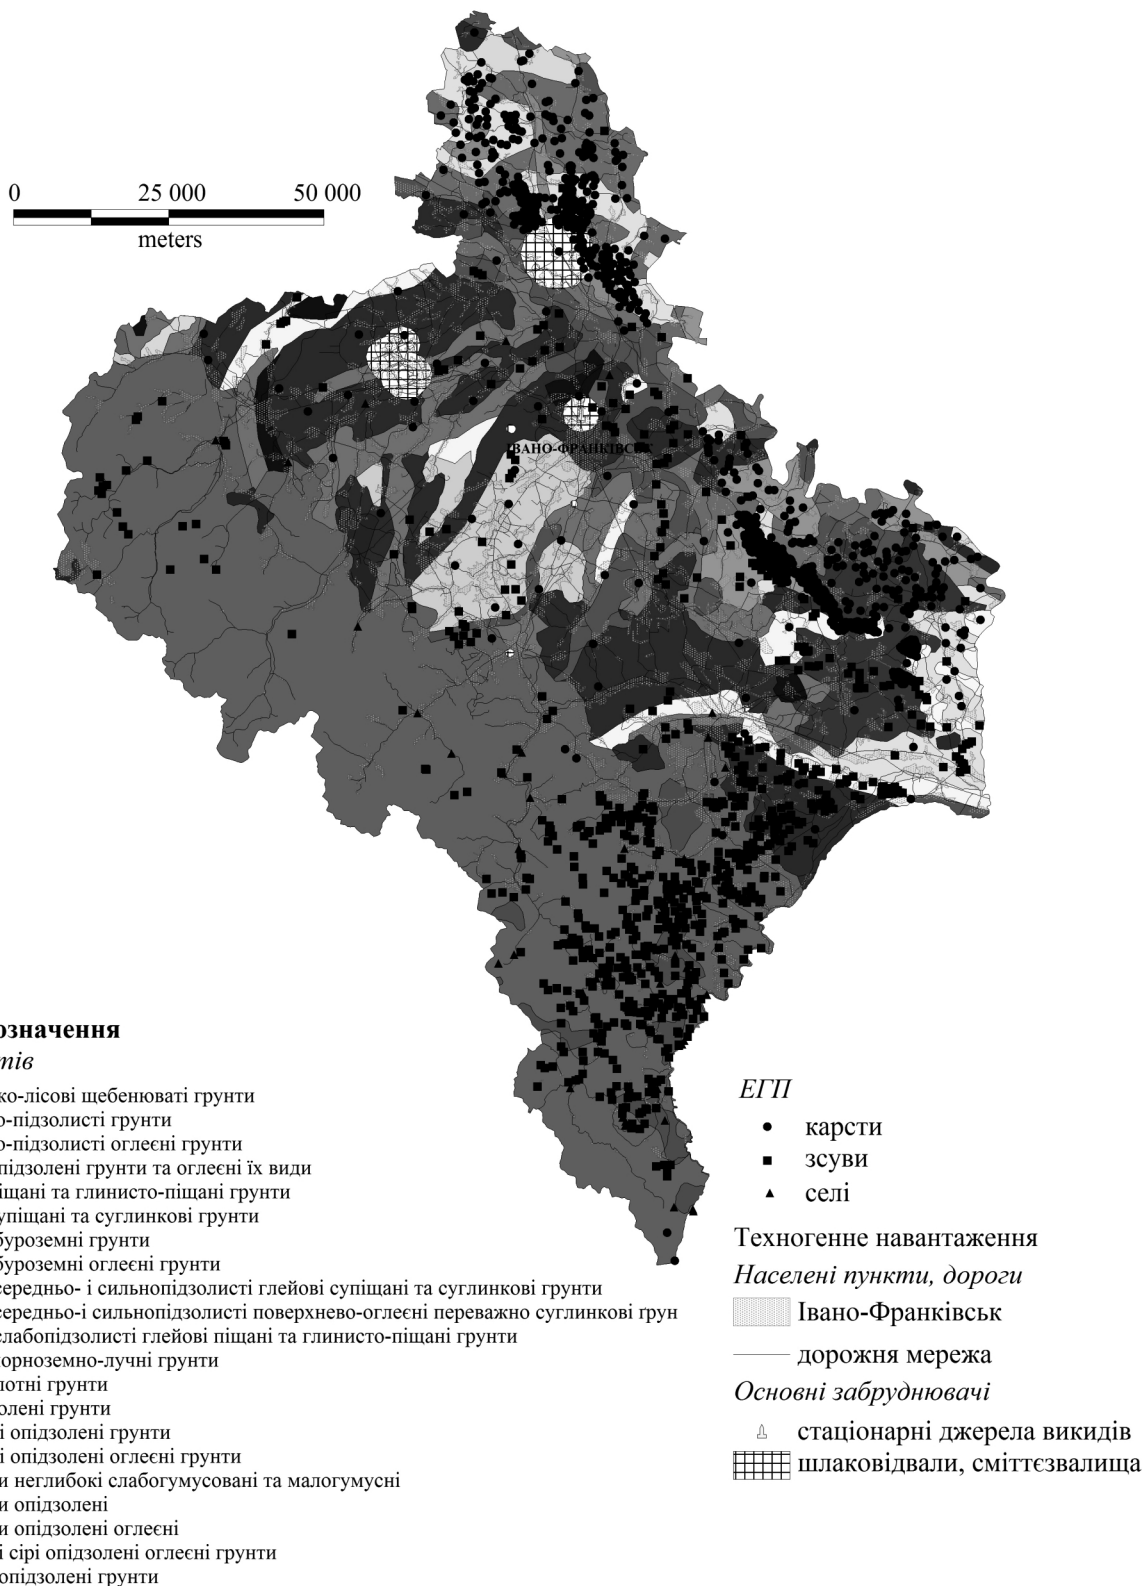 0 25 000 50 000
meters
ІВАНО-ФРАНКІВСЬК
означення
тів
ко-лісові щебенюваті грунти
о-підзолисті грунти
о-підзолисті оглеєні грунти
підзолені грунти та оглеєні їх види
іщані та глинисто-піщані грунти
упіщані та суглинкові грунти
буроземні грунти
буроземні оглеєні грунти
середньо- і сильнопідзолисті глейові супіщані та суглинкові грунти
середньо-і сильнопідзолисті поверхнево-оглеєні переважно суглинкові ґрун
слабопідзолисті глейові піщані та глинисто-піщані грунти
орноземно-лучні грунти
лотні грунти
олені грунти
і опідзолені грунти
і опідзолені оглеєні грунти
и неглибокі слабогумусовані та малогумусні
и опідзолені
и опідзолені оглеєні
і сірі опідзолені оглеєні грунти
опідзолені грунти
ЕГП
карсти
зсуви
селі
Техногенне навантаження
Населені пункти, дороги
Івано-Франківськ
дорожня мережа
Основні забруднювачі
стаціонарні джерела викидів
шлаковідвали, сміттєзвалища